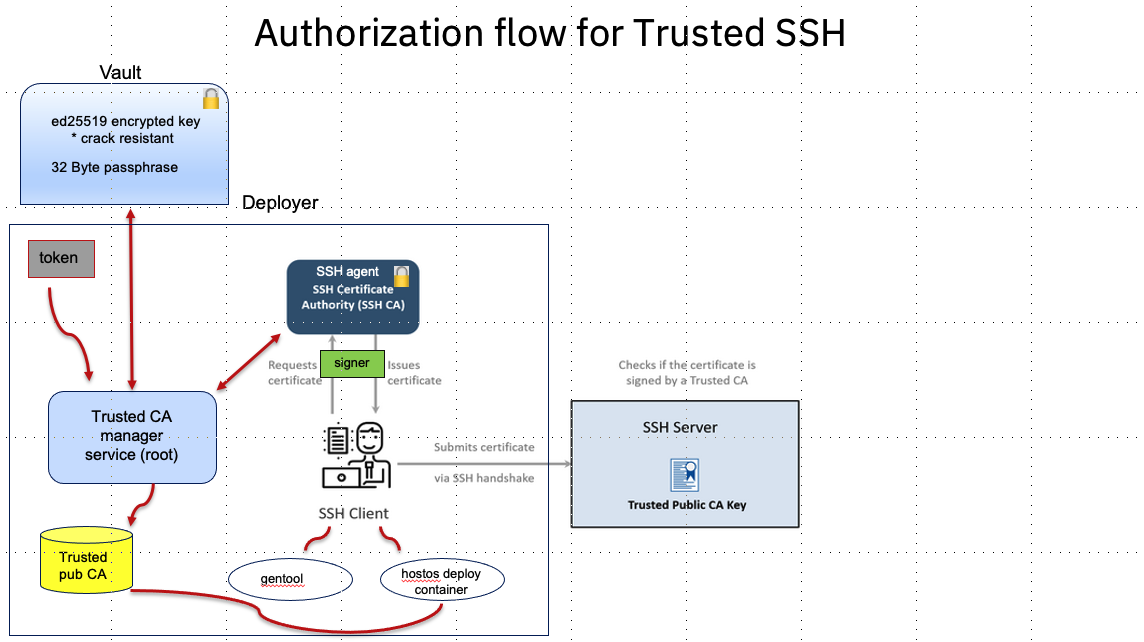 Authorization flow for Trusted SSH
Vault
ed25519 encrypted key
* crack resistant
32 Byte passphrase
Deployer
token
SSH agent
SSH Certificate
Authority (SSH CA)
Requests
certificate
signer
Issues
certificate
Checks if the certificate is
signed by a Trusted CA
Trusted CA
manager
service (root)
SSH Server
Trusted Public CA Key
Submits certificate
via SSH handshake
SSH Client
Trusted
pub CA
gentool
hostos deploy
container